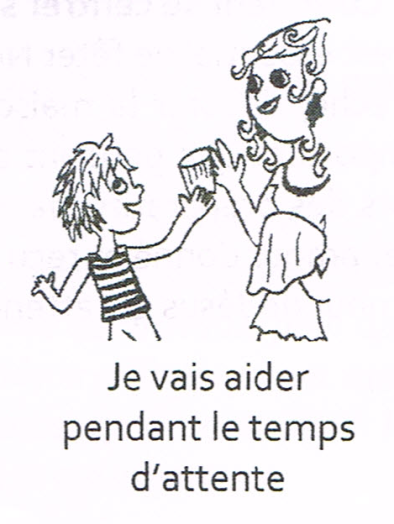 Je vais aider
pendant le temps
d'attente